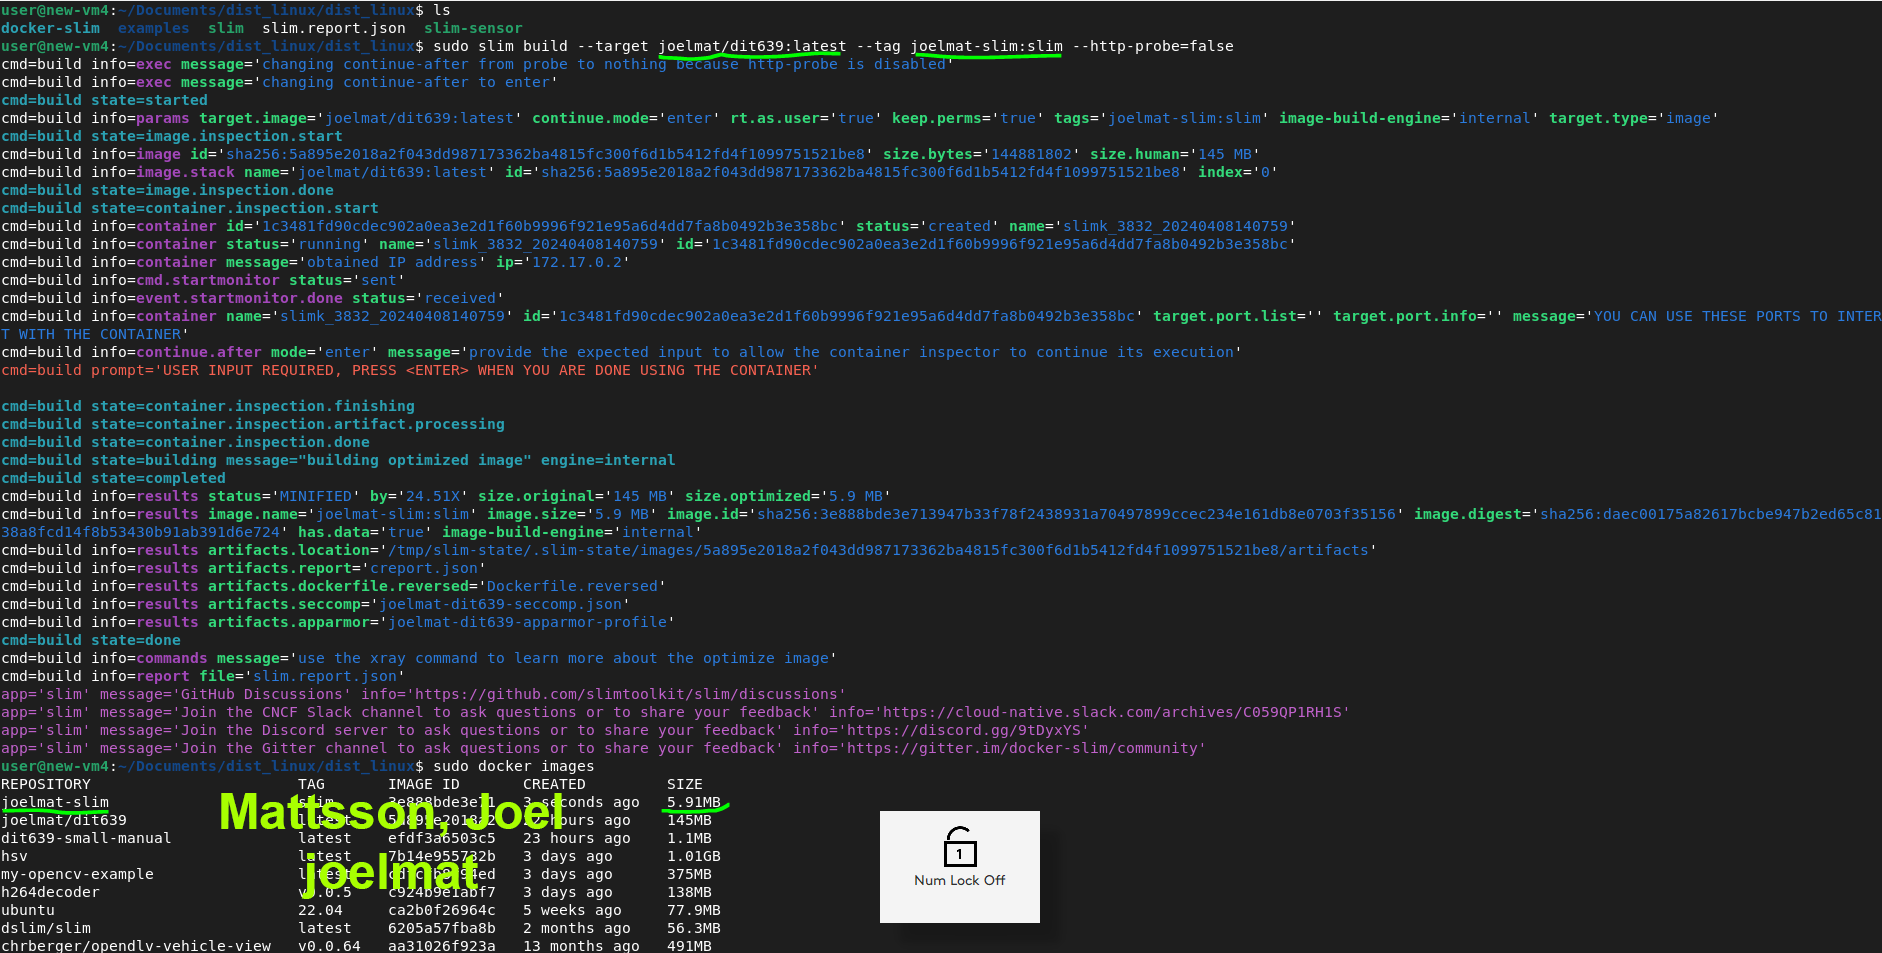 user@new-vm4:~/Documents/dist_linux/dist_linux$ ls
docker-slim  examples  slim  slim.report.json  slim-sensor
user@new-vm4:~/Documents/dist_linux/dist_linux$ sudo slim build --target joelmat/dit639:latest --tag joelmat-slim:slim --http-probe=false
cmd=build info=exec message='changing continue-after from probe to nothing because http-probe is disabled'
cmd=build info=exec message='changing continue-after to enter'
cmd=build state=started
cmd=build info=params target.image='joelmat/dit639:latest' continue.mode='enter' rt.as.user='true' keep.perms='true' tags='joelmat-slim:slim' image-build-engine='internal' target.type='image'
cmd=build state=image.inspection.start
cmd=build info=image id='sha256:5a895e2018a2f043dd987173362ba4815fc300f6d1b5412fd4f1099751521be8' size.bytes='144881802' size.human='145 MB'
cmd=build info=image.stack name='joelmat/dit639:latest' id='sha256:5a895e2018a2f043dd987173362ba4815fc300f6d1b5412fd4f1099751521be8' index='0'
cmd=build state=image.inspection.done
cmd=build state=container.inspection.start
cmd=build info=container id='1c3481fd90cdec902a0ea3e2d1f60b9996f921e95a6d4dd7fa8b0492b3e358bc' status='created' name='slimk_3832_20240408140759'
cmd=build info=container status='running' name='slimk_3832_20240408140759' id='1c3481fd90cdec902a0ea3e2d1f60b9996f921e95a6d4dd7fa8b0492b3e358bc'
cmd=build info=container message='obtained IP address' ip='172.17.0.2'
cmd=build info=cmd.startmonitor status='sent'
cmd=build info=event.startmonitor.done status='received'
cmd=build info=container name='slimk_3832_20240408140759' id='1c3481fd90cdec902a0ea3e2d1f60b9996f921e95a6d4dd7fa8b0492b3e358bc' target.port.list='' target.port.info='' message='YOU CAN USE THESE PORTS TO INTER
T WITH THE CONTAINER'
cmd=build info=continue.after mode='enter' message='provide the expected input to allow the container inspector to continue its execution'
cmd=build prompt='USER INPUT REQUIRED, PRESS <ENTER> WHEN YOU ARE DONE USING THE CONTAINER'
cmd=build state=container.inspection.finishing
cmd=build state=container.inspection.artifact.processing
cmd=build state=container.inspection.done
cmd=build state=building message="building optimized image" engine=internal
cmd=build state=completed
cmd=build info=results status='MINIFIED' by='24.51X' size.original='145 MB' size.optimized='5.9 MB'
cmd=build info=results image.name='joelmat-slim:slim' image.size='5.9 MB' image.id='sha256:3e888bde3e713947b33f78f2438931a70497899ccec234e161db8e0703f35156' image.digest='sha256:daec00175a82617bcbe947b2ed65c81
38a8fcd14f8b53430b91ab391d6e724' has.data='true' image-build-engine='internal'
cmd=build info=results artifacts.location='/tmp/slim-state/.slim-state/images/5a895e2018a2f043dd987173362ba4815fc300f6d1b5412fd4f1099751521be8/artifacts'
cmd=build info=results artifacts.report='creport.json'
cmd=build info=results artifacts.dockerfile.reversed='Dockerfile.reversed'
cmd=build info=results artifacts.seccomp='joelmat-dit639-seccomp.json'
cmd=build info=results artifacts.apparmor='joelmat-dit639-apparmor-profile'
cmd=build state=done
cmd=build info=commands message='use the xray command to learn more about the optimize image'
cmd=build info=report file='slim.report.json'
app='slim' message='GitHub Discussions' info='https://github.com/slimtoolkit/slim/discussions'
app='slim' message='Join the CNCF Slack channel to ask questions or to share your feedback' info='https://cloud-native.slack.com/archives/C059QP1RH1S'
app='slim' message='Join the Discord server to ask questions or to share your feedback' info='https://discord.gg/9tDyxYS'
app='slim' message='Join the Gitter channel to ask questions or to share your feedback' info='https://gitter.im/docker-slim/community'
user@new-vm4:~/Documents/dist_linux/dist_linux$ sudo docker images
REPOSITORY TAG IMAGE ID CREATED SIZE
joelmat-slim slim 3e888bde3e71 3 seconds ago 5.91MB
joelmat/dit639 latest 5a895e2018a2 hours ago 145MB
dit639-small-manual latest efdf3a6503c5 23 hours ago 1.1MB
hsv latest 7b14e955732b 3 days ago 1.01GB
my-opencv-example latest 3 days ago 375MB
h264decoder v0.0.5 c924b9e1abf7 3 days ago 138MB
ubuntu 22.04 ca2b0f26964c 5 weeks ago 77.9MB
dslim/slim latest 6205a57fba8b 2 months ago 56.3MB
chrberger/opendlv-vehicle-view v0.0.64 aa31026f923a 13 months ago 491MB
Mattsson, Joel
joelmat
1
Num Lock Off